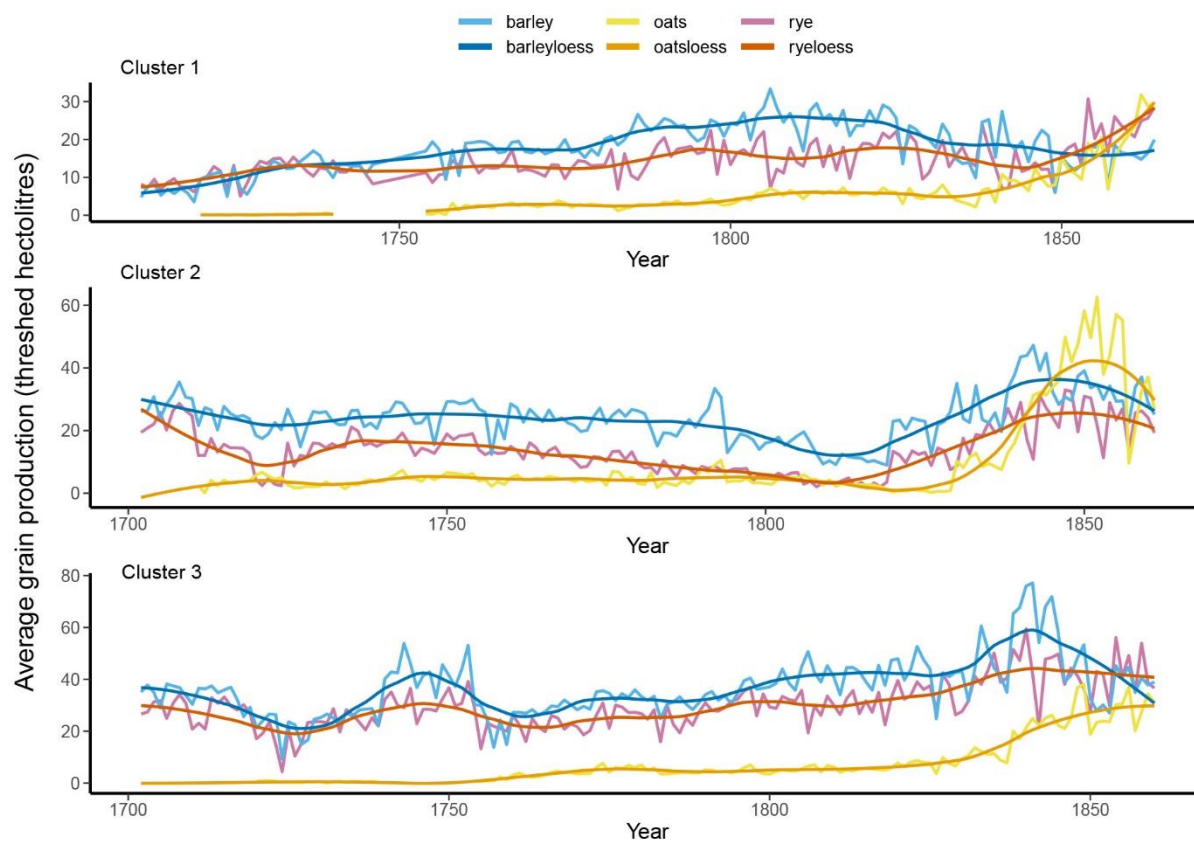 barley oats rye
barleyloess oatsloess ryeloess
Average grain production (threshed hectolitres)
Cluster 1
30
20
10
0
1750 1800 1850
Year
Cluster 2
60
40
20
0
1700 1750 1800 1850
Year
Cluster 3
80
60
40
20
0
1700 1750 1800 1850
Year